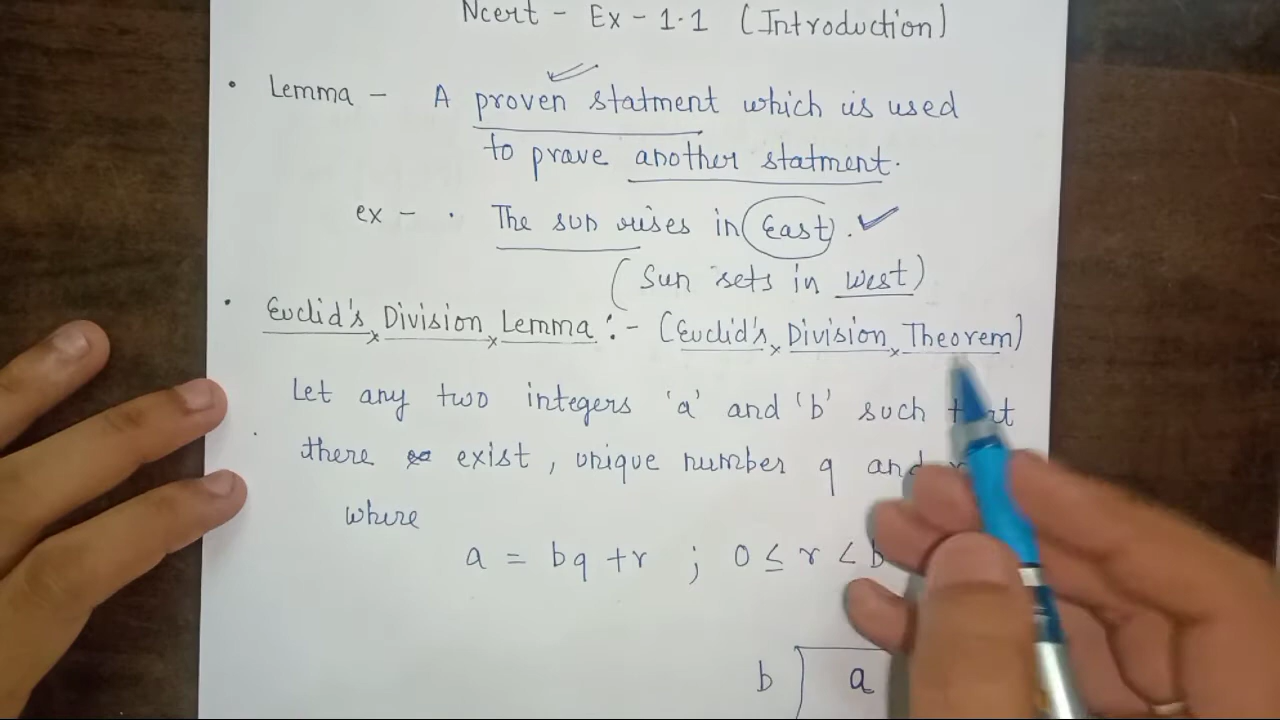 Ncert - Ex - 1.1 (Introduction)
• Lemma - A proven statment which is used
to prave another statment.
ex - . The sun rises in East.
(Sun sets in west)
• Euclid's Division Lemma :- (Euclid's Division Theorem)
Let any two integers 'a' and 'b' such
there exist, unique number q and
where
a = bq + r ; 0 ≤ r < b
b a